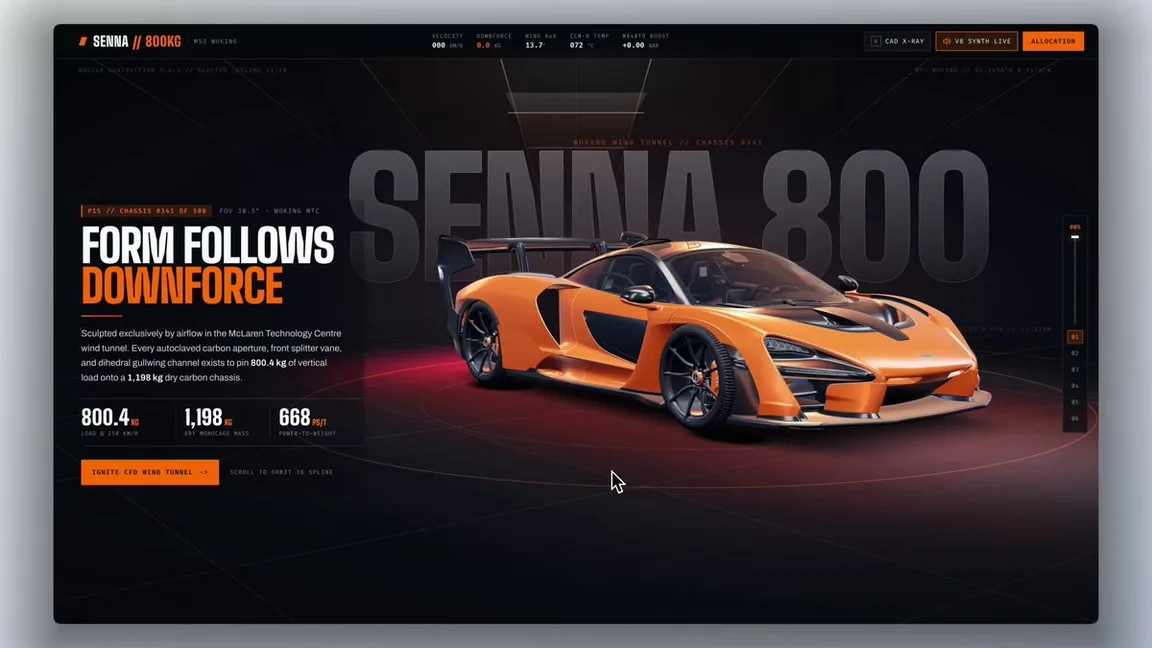 SENNA // 800KG
MSO WOKING
VELOCITY
000 KM/H
DOWNFORCE
0.0 KG
WING AoA
13.7°
CCM-R TEMP
072 °C
M840TR BOOST
+0.00 BAR
X CAD X-RAY
V8 SYNTH LIVE
ALLOCATION
WOKING WIND TUNNEL // CHASSIS #341
SENNA 800
P15 // CHASSIS #341 OF 500
FOV 30.5° · WOKING MTC
FORM FOLLOWS
DOWNFORCE
Sculpted exclusively by airflow in the McLaren Technology Centre
wind tunnel. Every autoclaved carbon aperture, front splitter vane,
and dihedral gullwing channel exists to pin 800.4 kg of vertical
load onto a 1,198 kg dry carbon chassis.
800.4 KG
LOAD @ 250 KM/H
1,198 KG
DRY MONOCAGE MASS
668 PS/T
POWER-TO-WEIGHT
IGNITE CFD WIND TUNNEL ->
SCROLL TO ORBIT 3D SPLINE
00%
01
02
03
04
05
06